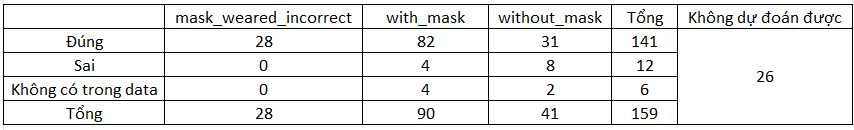 mask_weared_incorrect with_mask without_mask Tổng Không dự đoán được
Đúng 28 82 31 141
Sai 0 4 8 12
26
Không có trong data 0 4 2 6
Tổng 28 90 41 159